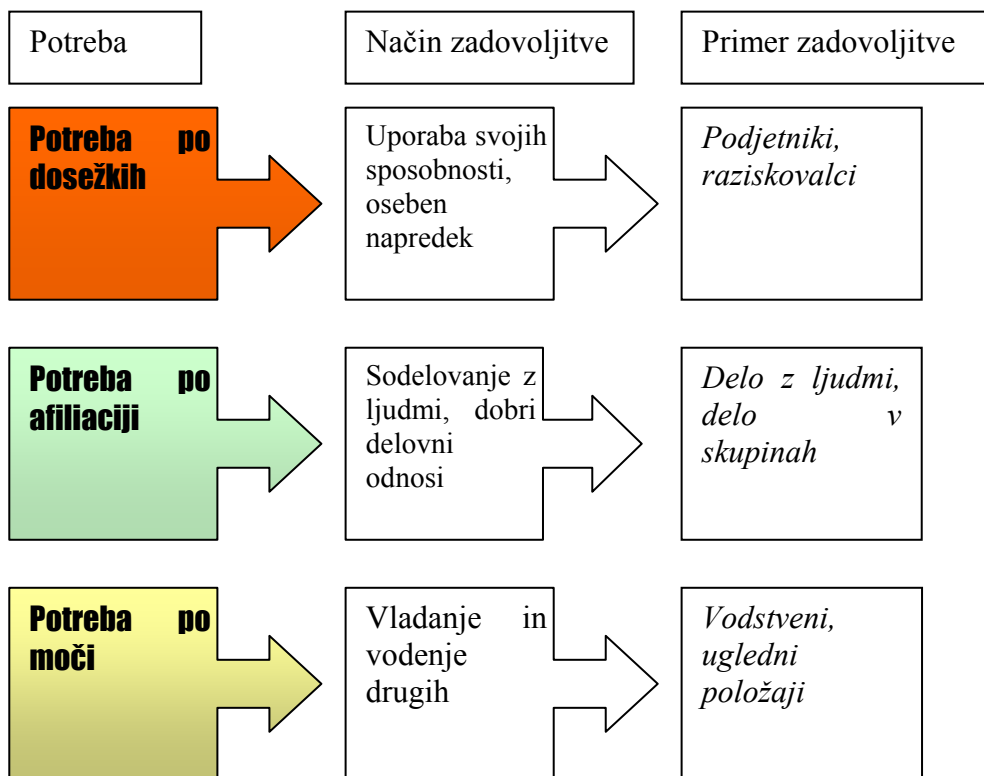 Potreba
Način zadovoljitve
Primer zadovoljitve
Potreba po
dosežkih
Uporaba svojih
sposobnosti,
oseben
napredek
Podjetniki,
raziskovalci
Potreba po
afiliaciji
Sodelovanje z
ljudmi, dobri
delovni
odnosi
Delo z ljudmi,
delo v
skupinah
Potreba po
moči
Vladanje in
vodenje
drugih
Vodstveni,
ugledni
položaji